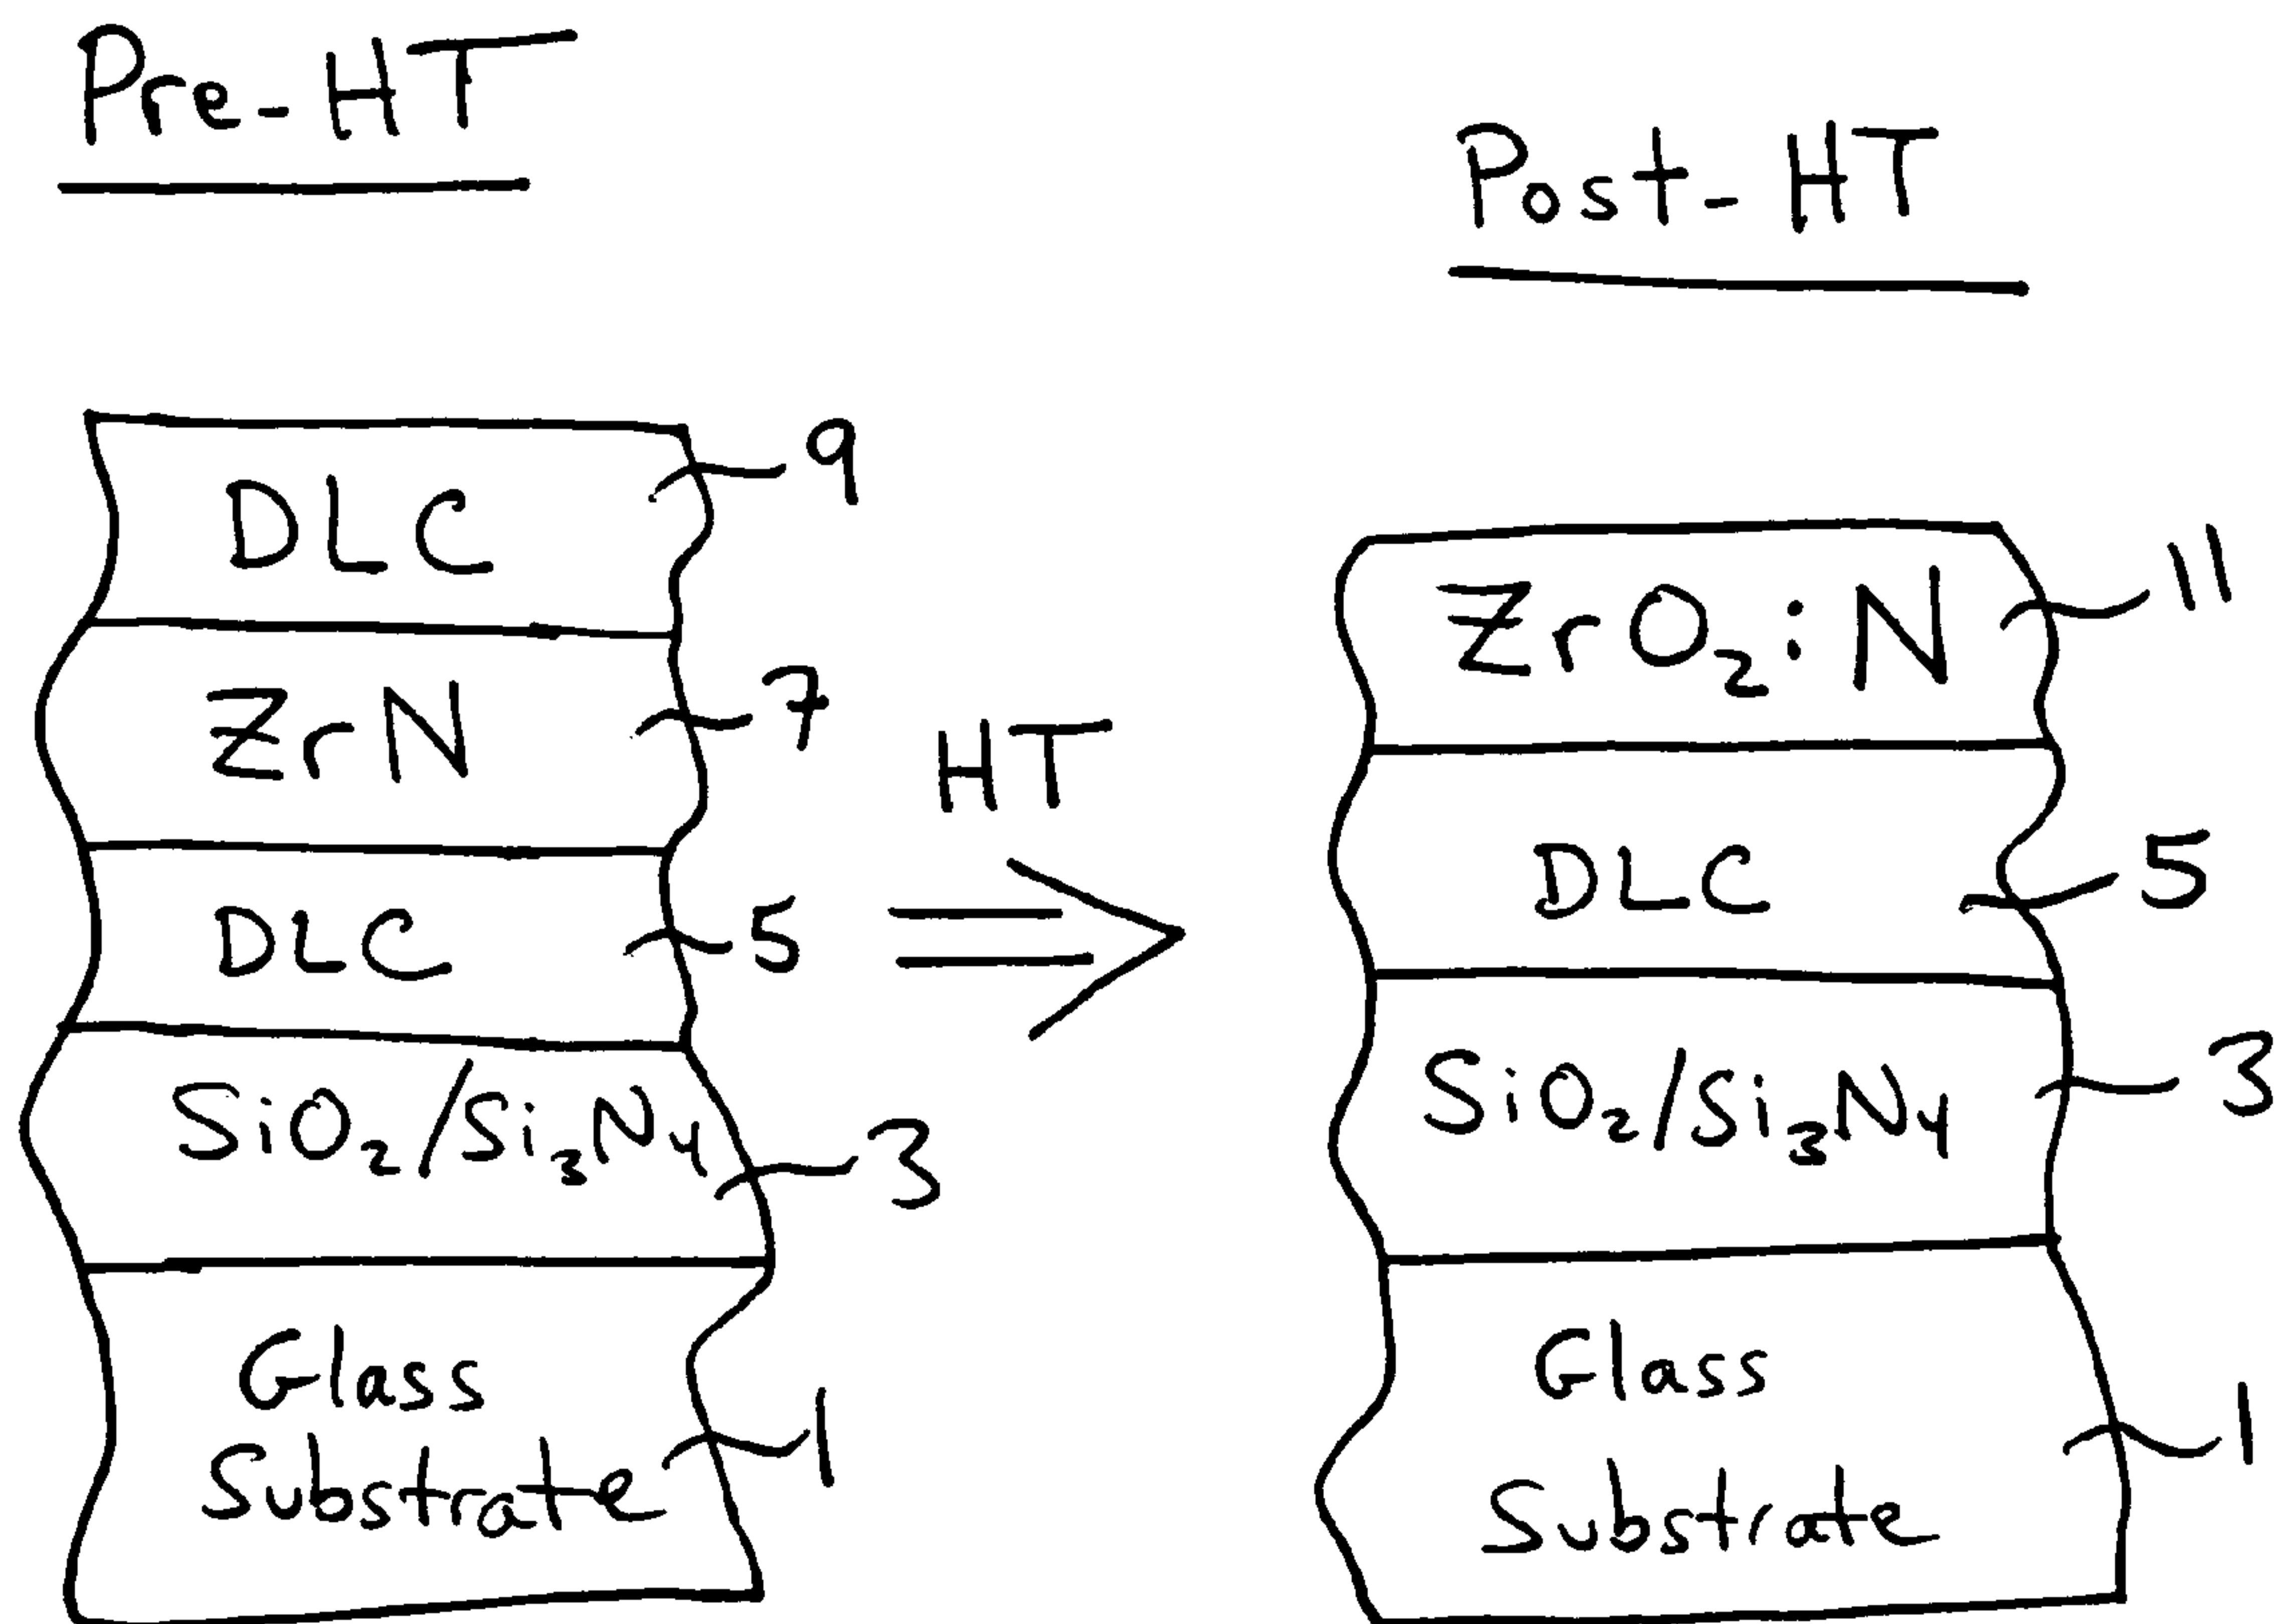 Pre-HT
DLC
9
ZrN
7
DLC
5
SiO₂/Si₃N₄
3
Glass
Substrate
1
HT
Post-HT
ZrO₂:N
11
DLC
5
SiO₂/Si₃N₄
3
Glass
Substrate
1